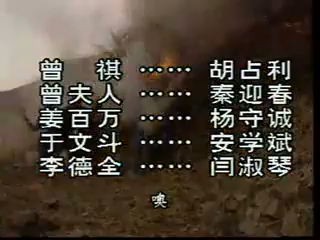 曾祺……胡占利
曾夫人……秦迎春
姜百万……杨守诚
于文斗……安学斌
李德全……闫淑琴
噢